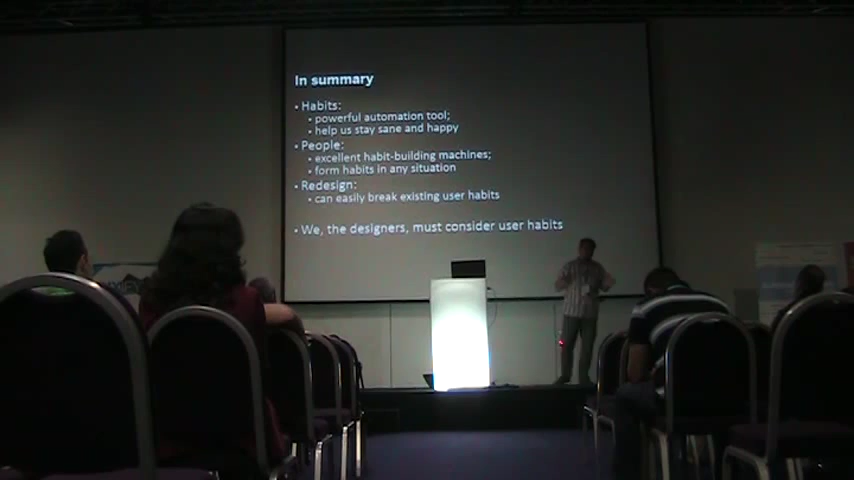 In summary
• Habits:
• powerful automation tool;
• help us stay sane and happy
• People:
• excellent habit-building machines;
• form habits in any situation
• Redesign:
• can easily break existing user habits
• We, the designers, must consider user habits